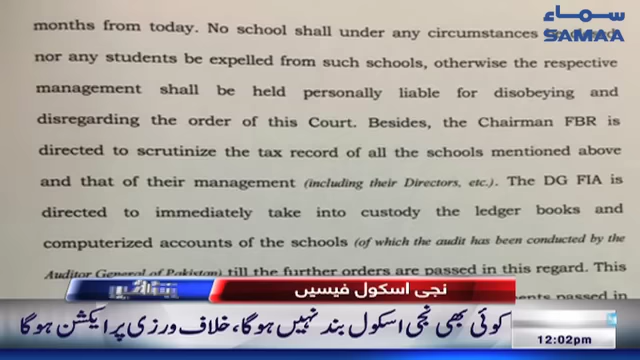 سماء
SAMAA
months from today. No school shall under any circumstances
nor any students be expelled from such schools, otherwise the respective
management shall be held personally liable for disobeying and
disregarding the order of this Court. Besides, the Chairman FBR is
directed to scrutinize the tax record of all the schools mentioned above
and that of their management (including their Directors, etc.). The DG FIA is
directed to immediately take into custody the ledger books and
computerized accounts of the schools (of which the audit has been conducted by the
Auditor General of Pakistan) till the further orders are passed in this regard. This
passed in
نجی اسکول فیسیں
کوئی بھی نجی اسکول بند نہیں ہوگا، خلاف ورزی پر ایکشن ہوگا
12:02pm